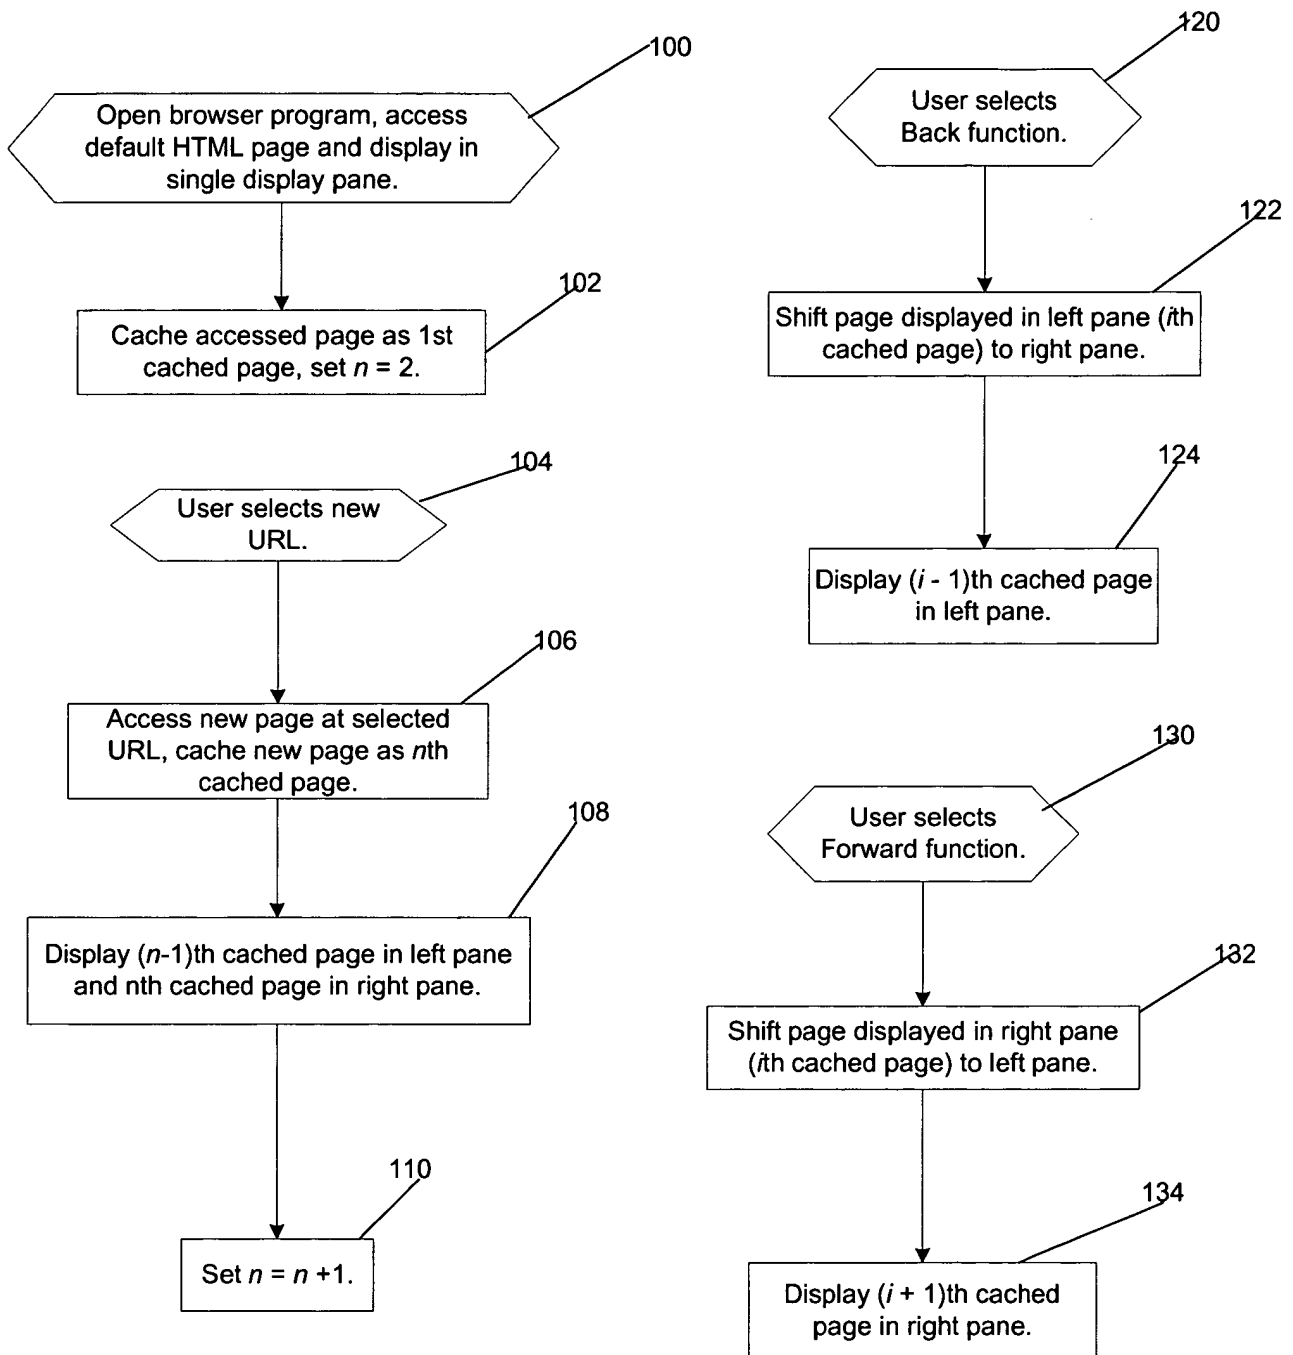 100
Open browser program, access
default HTML page and display in
single display pane.
102
Cache accessed page as 1st
cached page, set n = 2.
104
User selects new
URL.
106
Access new page at selected
URL, cache new page as nth
cached page.
108
Display (n-1)th cached page in left pane
and nth cached page in right pane.
110
Set n = n +1.
120
User selects
Back function.
122
Shift page displayed in left pane (ith
cached page) to right pane.
124
Display (i - 1)th cached page
in left pane.
130
User selects
Forward function.
132
Shift page displayed in right pane
(ith cached page) to left pane.
134
Display (i + 1)th cached
page in right pane.